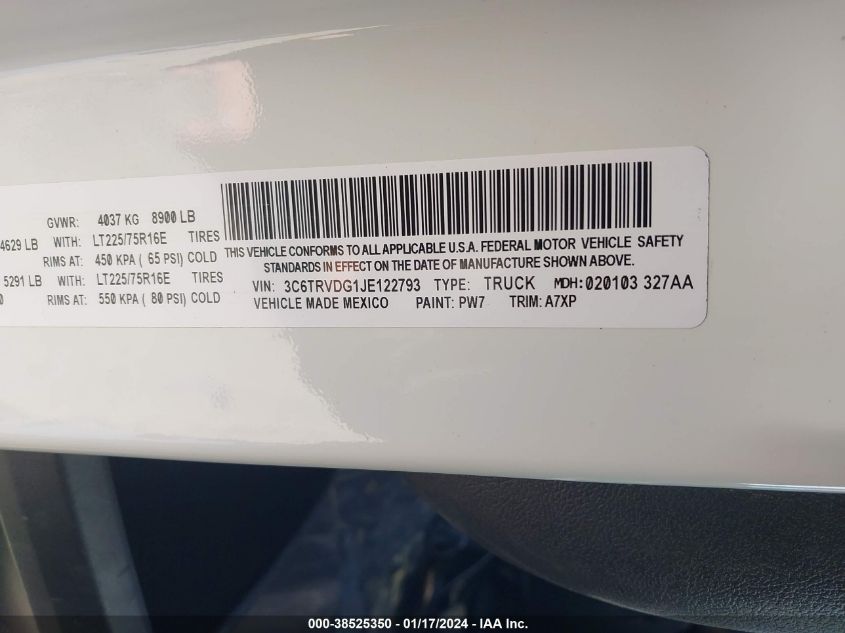 GVWR: 4037 KG 8900 LB
4629 LB WITH: LT225/75R16E TIRES
RIMS AT: 450 KPA ( 65 PSI) COLD
5291 LB WITH: LT225/75R16E TIRES
0 RIMS AT: 550 KPA ( 80 PSI) COLD
THIS VEHICLE CONFORMS TO ALL APPLICABLE U.S.A. FEDERAL MOTOR VEHICLE SAFETY
STANDARDS IN EFFECT ON THE DATE OF MANUFACTURE SHOWN ABOVE.
VIN: 3C6TRVDG1JE122793 TYPE: TRUCK MDH: 020103 327AA
VEHICLE MADE MEXICO PAINT: PW7 TRIM: A7XP
000-38525350 - 01/17/2024 - IAA Inc.